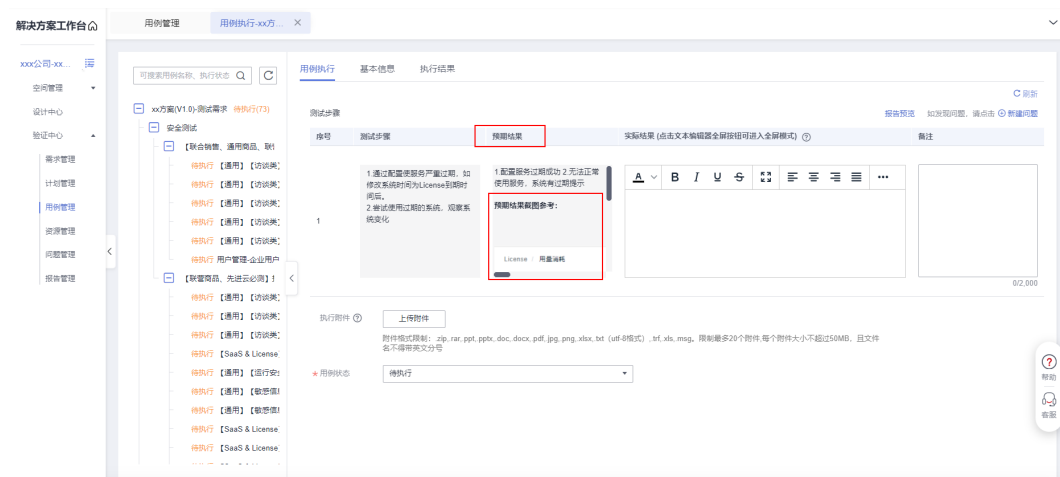 解决方案工作台
用例管理
用例执行-xx方...
xxx公司-xx...
空间管理
设计中心
验证中心
需求管理
计划管理
用例管理
资源管理
问题管理
报告管理
可搜索用例名称、执行状态
xx方案(V1.0)-测试需求 待执行(73)
安全测试
【联合销售、通用商品、联
待执行 【通用】【访谈类】
待执行 【通用】【访谈类】
待执行 【通用】【访谈类】
待执行 【通用】【访谈类】
待执行 【通用】【访谈类】
待执行 用户管理-企业用户
【联营商品、先进云必测】
待执行 【通用】【访谈类】
待执行 【通用】【访谈类】
待执行 【通用】【访谈类】
待执行 【SaaS & License
待执行 【通用】【运行安
待执行 【通用】【敏感信
待执行 【通用】【敏感信
待执行 【SaaS & License
待执行 【SaaS & License
用例执行 基本信息 执行结果
刷新
测试步骤
报告预览 如发现问题，请点击 新建问题
序号 测试步骤 预期结果 实际结果 (点击文本编辑器全屏按钮可进入全屏模式) 备注
1
1.通过配置使服务严重过期，如
修改系统时间为License到期时
间后。
2.尝试使用过期的系统，观察系
统变化
1.配置服务过期成功 2.无法正常
使用服务，系统有过期提示
预期结果截图参考：
License / 用量消耗
A B I U S
0/2,000
执行附件 上传附件
附件格式限制：zip, rar, ppt, pptx, doc, docx, pdf, jpg, png, xlsx, txt（utf-8格式）, trf, xls, msg。限制最多20个附件,每个附件大小不超过50MB、且文件
名不得带英文分号
* 用例状态 待执行
帮助
客服